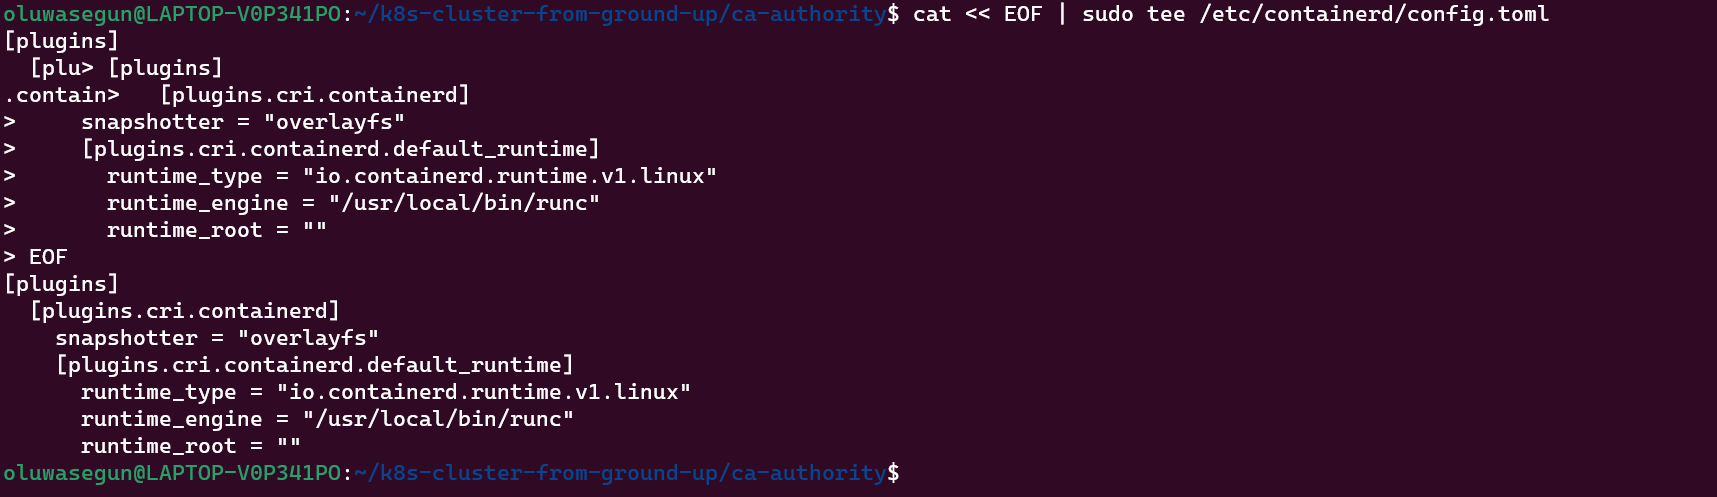 oluwasegun@LAPTOP-V0P341PO:~/k8s-cluster-from-ground-up/ca-authority$ cat << EOF | sudo tee /etc/containerd/config.toml
[plugins]
  [plu> [plugins]
.contain>   [plugins.cri.containerd]
>     snapshotter = "overlayfs"
>     [plugins.cri.containerd.default_runtime]
>       runtime_type = "io.containerd.runtime.v1.linux"
>       runtime_engine = "/usr/local/bin/runc"
>       runtime_root = ""
> EOF
[plugins]
  [plugins.cri.containerd]
    snapshotter = "overlayfs"
    [plugins.cri.containerd.default_runtime]
      runtime_type = "io.containerd.runtime.v1.linux"
      runtime_engine = "/usr/local/bin/runc"
      runtime_root = ""
oluwasegun@LAPTOP-V0P341PO:~/k8s-cluster-from-ground-up/ca-authority$